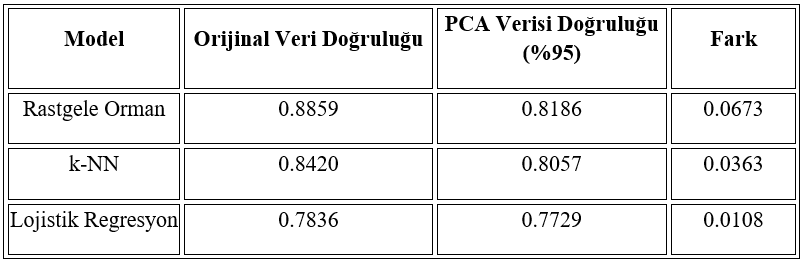 Model Orijinal Veri Doğruluğu PCA Verisi Doğruluğu (%95) Fark
Rastgele Orman 0.8859 0.8186 0.0673
k-NN 0.8420 0.8057 0.0363
Lojistik Regresyon 0.7836 0.7729 0.0108